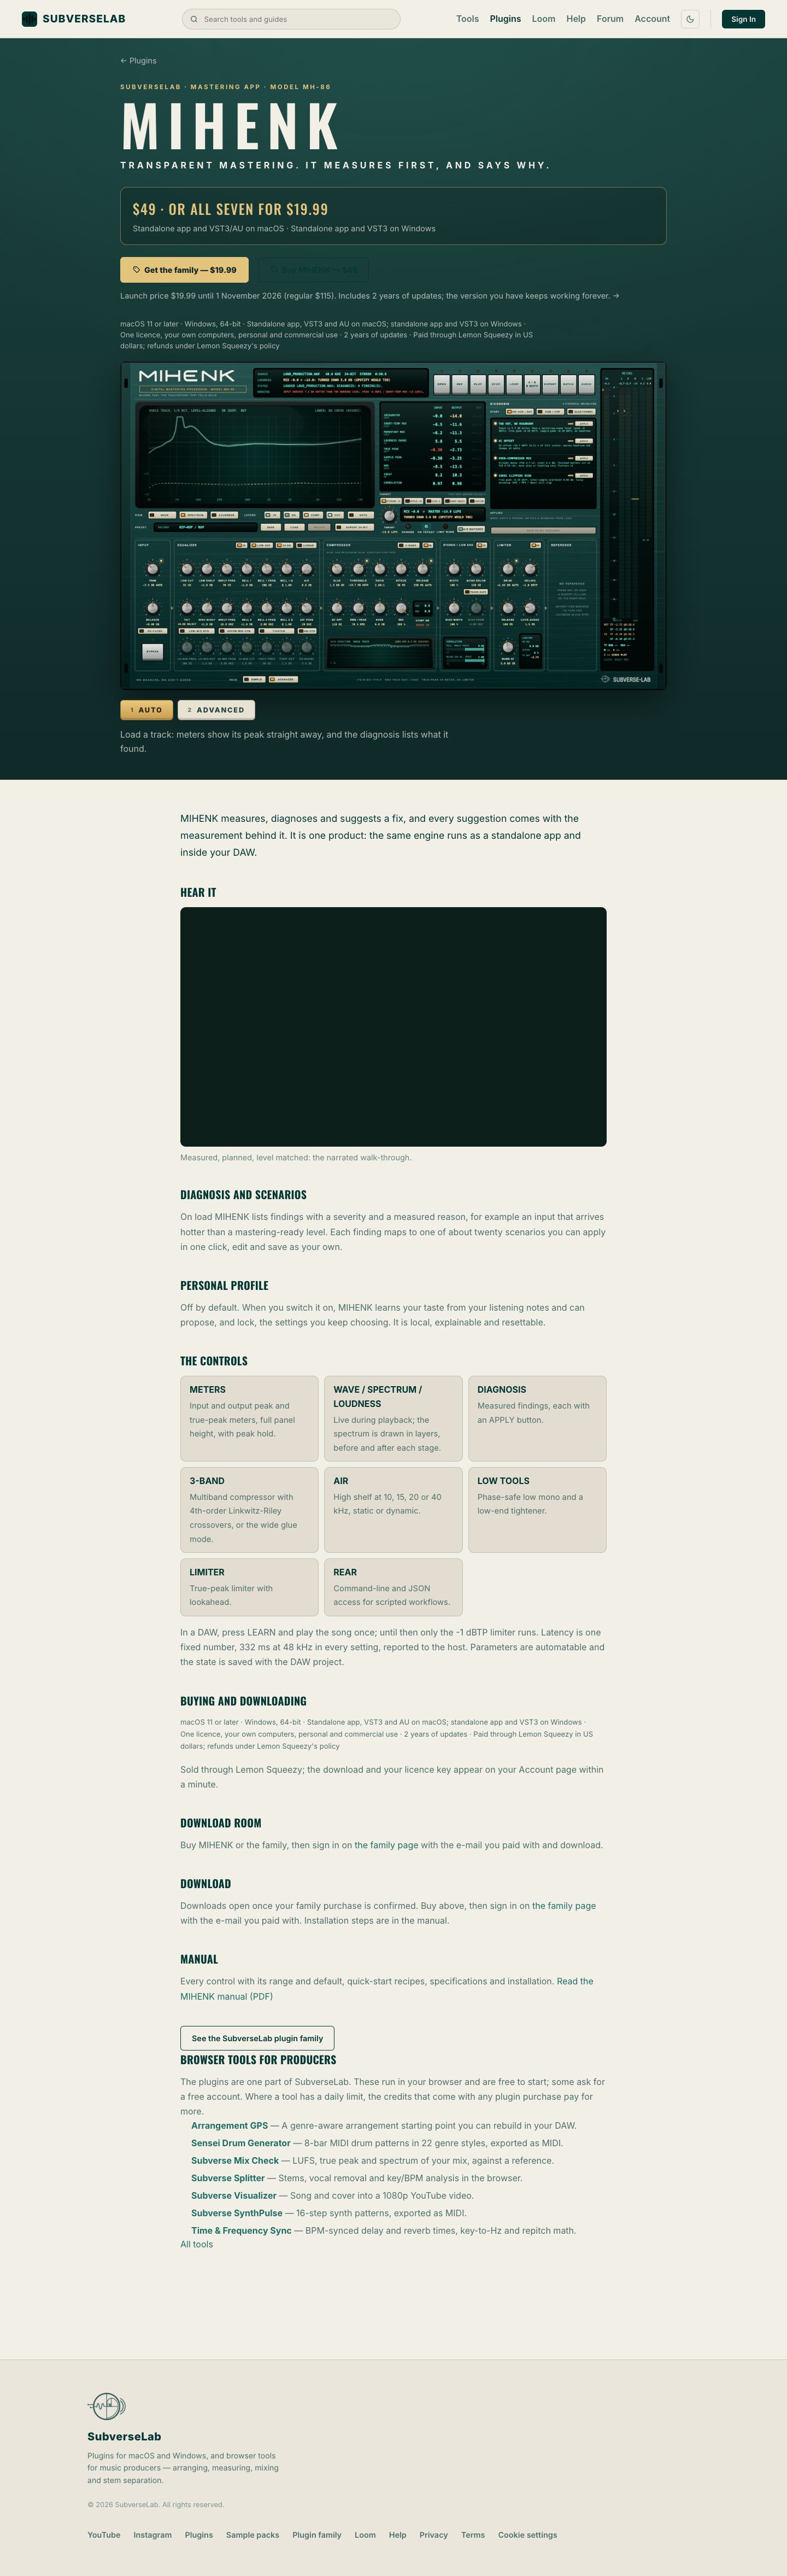 SUBVERSELAB
Search tools and guides
Tools Plugins Loom Help Forum Account
Sign In
← Plugins
SUBVERSELAB · MASTERING APP · MODEL MH-86
MIHENK
TRANSPARENT MASTERING. IT MEASURES FIRST, AND SAYS WHY.
$49 · OR ALL SEVEN FOR $19.99
Standalone app and VST3/AU on macOS · Standalone app and VST3 on Windows
Get the family — $19.99
Buy MIHENK — $49
Launch price $19.99 until 1 November 2026 (regular $115). Includes 2 years of updates; the version you have keeps working forever. →
macOS 11 or later · Windows, 64-bit · Standalone app, VST3 and AU on macOS; standalone app and VST3 on Windows ·
One licence, your own computers, personal and commercial use · 2 years of updates · Paid through Lemon Squeezy in US
dollars; refunds under Lemon Squeezy's policy
MIHENK
INPUT
EQUALIZER
COMPRESSOR
LIMITER
REFERENCE
SUBVERSE-LAB
1 AUTO
2 ADVANCED
Load a track: meters show its peak straight away, and the diagnosis lists what it
found.
MIHENK measures, diagnoses and suggests a fix, and every suggestion comes with the
measurement behind it. It is one product: the same engine runs as a standalone app and
inside your DAW.
HEAR IT
Measured, planned, level matched: the narrated walk-through.
DIAGNOSIS AND SCENARIOS
On load MIHENK lists findings with a severity and a measured reason, for example an input that arrives
hotter than a mastering-ready level. Each finding maps to one of about twenty scenarios you can apply
in one click, edit and save as your own.
PERSONAL PROFILE
Off by default. When you switch it on, MIHENK learns your taste from your listening notes and can
propose, and lock, the settings you keep choosing. It is local, explainable and resettable.
THE CONTROLS
METERS
Input and output peak and
true-peak meters, full panel
height, with peak hold.
WAVE / SPECTRUM /
LOUDNESS
Live during playback; the
spectrum is drawn in layers,
before and after each stage.
DIAGNOSIS
Measured findings, each with
an APPLY button.
3-BAND
Multiband compressor with
4th-order Linkwitz-Riley
crossovers, or the wide glue
mode.
AIR
High shelf at 10, 15, 20 or 40
kHz, static or dynamic.
LOW TOOLS
Phase-safe low mono and a
low-end tightener.
LIMITER
True-peak limiter with
lookahead.
REAR
Command-line and JSON
access for scripted workflows.
In a DAW, press LEARN and play the song once; until then only the -1 dBTP limiter runs. Latency is one
fixed number, 332 ms at 48 kHz in every setting, reported to the host. Parameters are automatable and
the state is saved with the DAW project.
BUYING AND DOWNLOADING
macOS 11 or later · Windows, 64-bit · Standalone app, VST3 and AU on macOS; standalone app and VST3 on Windows ·
One licence, your own computers, personal and commercial use · 2 years of updates · Paid through Lemon Squeezy in US
dollars; refunds under Lemon Squeezy's policy
Sold through Lemon Squeezy; the download and your licence key appear on your Account page within
a minute.
DOWNLOAD ROOM
Buy MIHENK or the family, then sign in on the family page with the e-mail you paid with and download.
DOWNLOAD
Downloads open once your family purchase is confirmed. Buy above, then sign in on the family page
with the e-mail you paid with. Installation steps are in the manual.
MANUAL
Every control with its range and default, quick-start recipes, specifications and installation. Read the
MIHENK manual (PDF)
See the SubverseLab plugin family
BROWSER TOOLS FOR PRODUCERS
The plugins are one part of SubverseLab. These run in your browser and are free to start; some ask for
a free account. Where a tool has a daily limit, the credits that come with any plugin purchase pay for
more.
Arrangement GPS — A genre-aware arrangement starting point you can rebuild in your DAW.
Sensei Drum Generator — 8-bar MIDI drum patterns in 22 genre styles, exported as MIDI.
Subverse Mix Check — LUFS, true peak and spectrum of your mix, against a reference.
Subverse Splitter — Stems, vocal removal and key/BPM analysis in the browser.
Subverse Visualizer — Song and cover into a 1080p YouTube video.
Subverse SynthPulse — 16-step synth patterns, exported as MIDI.
Time & Frequency Sync — BPM-synced delay and reverb times, key-to-Hz and repitch math.
All tools
SubverseLab
Plugins for macOS and Windows, and browser tools
for music producers — arranging, measuring, mixing
and stem separation.
© 2026 SubverseLab. All rights reserved.
YouTube Instagram Plugins Sample packs Plugin family Loom Help Privacy Terms Cookie settings